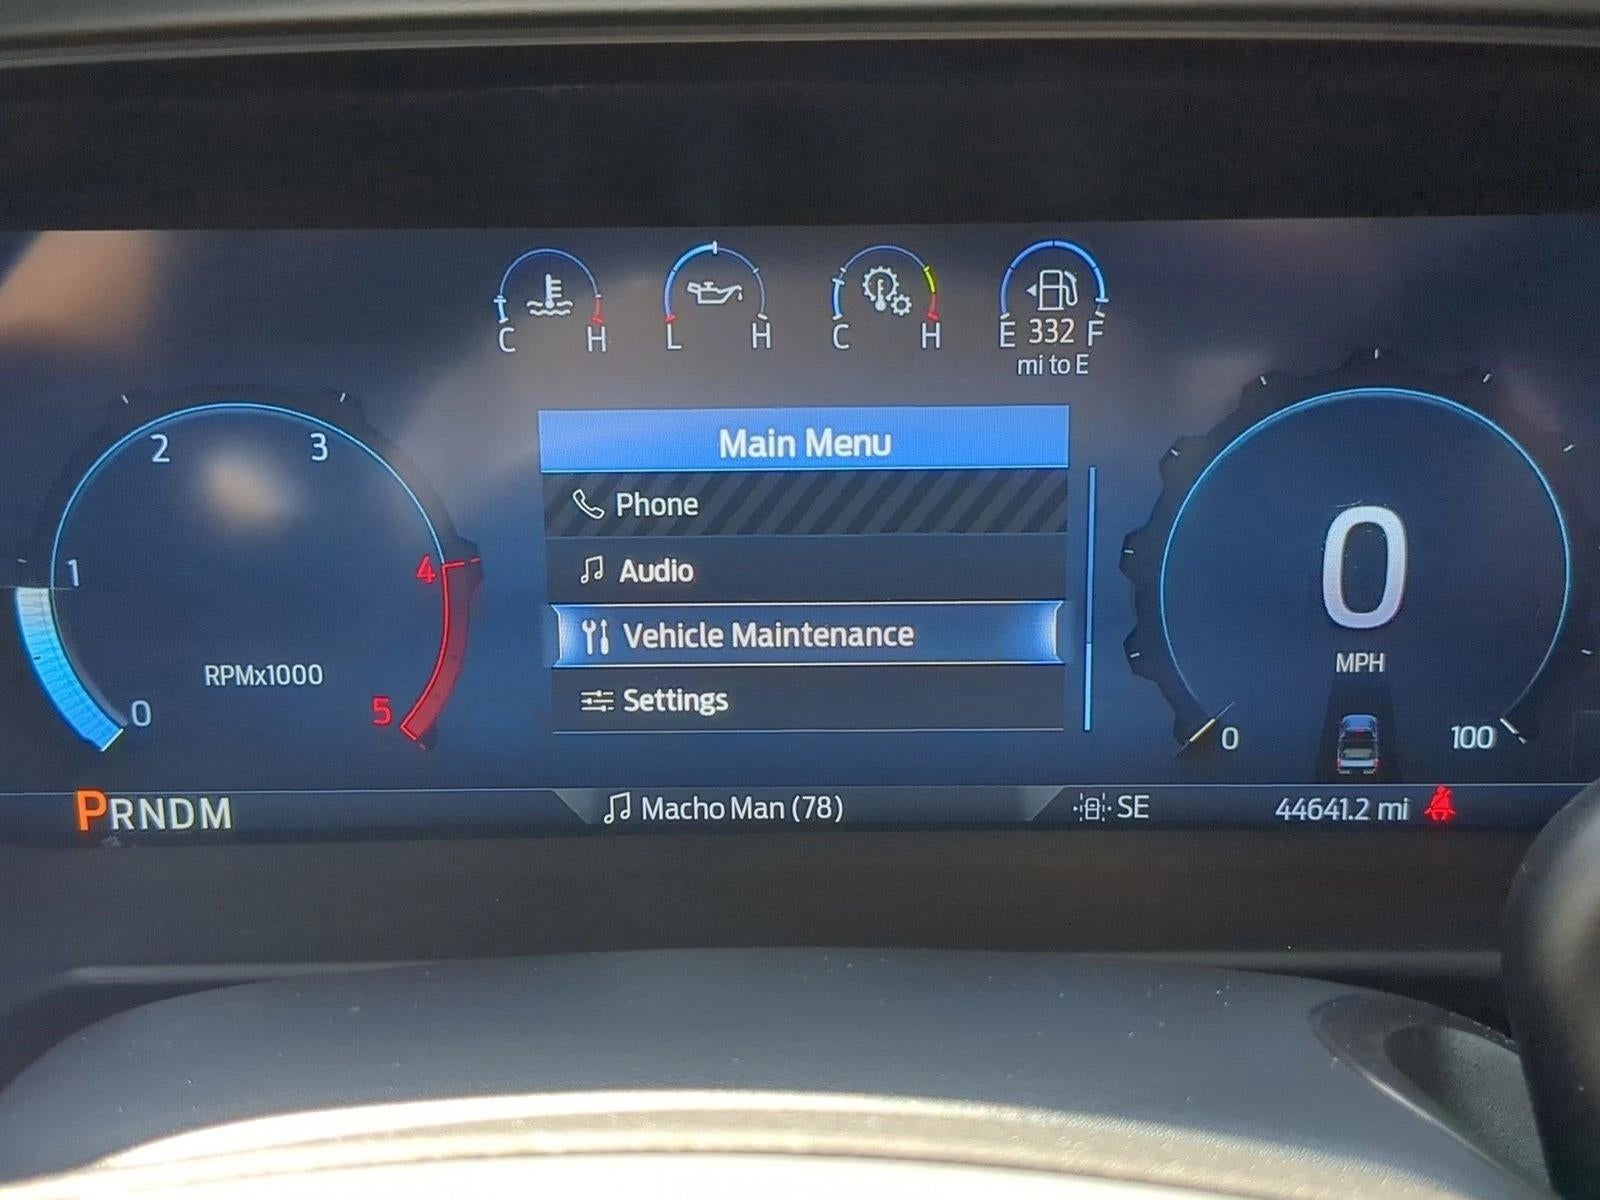 C H
L H
C H
E 332 F
mi to E
Main Menu
Phone
Audio
Vehicle Maintenance
Settings
0
1
2
3
4
5
RPMx1000
0
MPH
0
100
PRNDM
Macho Man (78)
SE
44641.2 mi